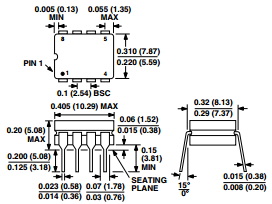 0.005 (0.13)
MIN
0.055 (1.35)
MAX
8
5
0.310 (7.87)
0.220 (5.59)
PIN 1
1
4
0.1 (2.54) BSC
0.405 (10.29) MAX
0.32 (8.13)
0.29 (7.37)
0.06 (1.52)
0.015 (0.38)
0.20 (5.08)
MAX
0.200 (5.08)
0.125 (3.18)
0.15
(3.81)
MIN
0.023 (0.58)
0.014 (0.36)
0.07 (1.78)
0.03 (0.76)
SEATING
PLANE
15°
0°
0.015 (0.38)
0.008 (0.20)